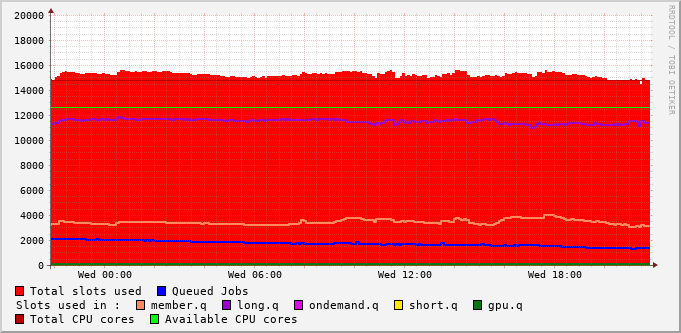 RRDTOOL / TOBI OETIKER
20000
18000
16000
14000
12000
10000
8000
6000
4000
2000
0
Wed 00:00 Wed 06:00 Wed 12:00 Wed 18:00
Total slots used Queued Jobs
Slots used in : member.q long.q ondemand.q short.q gpu.q
Total CPU cores Available CPU cores